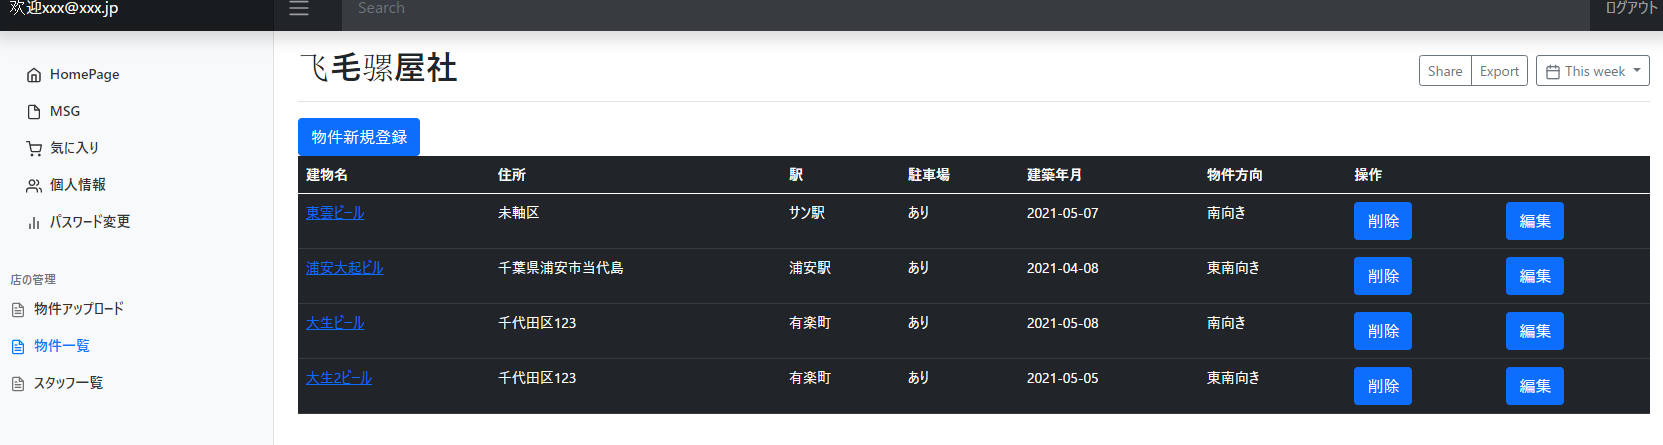 欢迎xxx@xxx.jp
Search
ログアウト
HomePage
MSG
気に入り
個人情報
パスワード変更
店の管理
物件アップロード
物件一覧
スタッフ一覧
飞毛骡屋社
Share Export This week
物件新規登録
建物名 住所 駅 駐車場 建築年月 物件方向 操作
東雲ビール 未軸区 サン駅 あり 2021-05-07 南向き 削除 編集
浦安大起ビル 千葉県浦安市当代島 浦安駅 あり 2021-04-08 東南向き 削除 編集
大生ビール 千代田区123 有楽町 あり 2021-05-08 南向き 削除 編集
大生2ビール 千代田区123 有楽町 あり 2021-05-05 東南向き 削除 編集